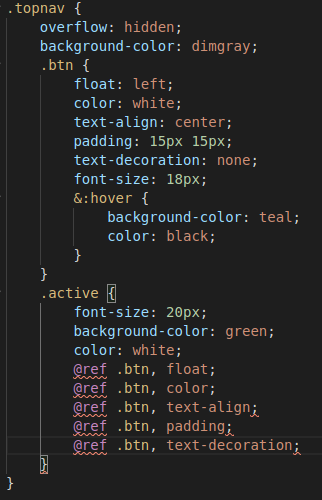 .topnav {
    overflow: hidden;
    background-color: dimgray;
    .btn {
        float: left;
        color: white;
        text-align: center;
        padding: 15px 15px;
        text-decoration: none;
        font-size: 18px;
        &:hover {
            background-color: teal;
            color: black;
        }
    }
    .active {
        font-size: 20px;
        background-color: green;
        color: white;
        @ref .btn, float;
        @ref .btn, color;
        @ref .btn, text-align;
        @ref .btn, padding;
        @ref .btn, text-decoration;
    }
}